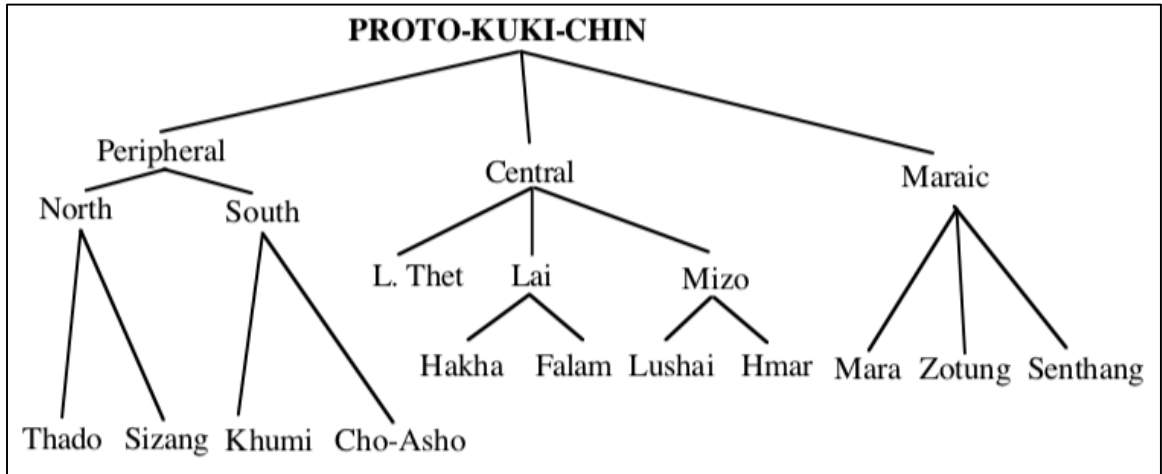 PROTO-KUKI-CHIN
Peripheral
Central
Maraic
North South
L. Thet Lai Mizo
Hakha Falam Lushai Hmar Mara Zotung Senthang
Thado Sizang Khumi Cho-Asho